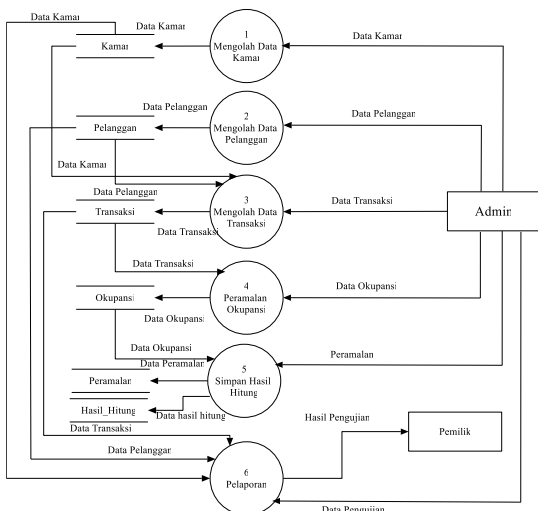 Data Kamar
Data Kamar
Kamar
1
Mengolah Data
Kamar
Data Kamar
Data Pelanggan
Pelanggan
2
Mengolah Data
Pelanggan
Data Pelanggan
Data Kamar
Data Pelanggan
Transaksi
3
Mengolah Data
Transaksi
Data Transaksi
Data Transaksi
Admin
Data Transaksi
Okupansi
4
Peramalan
Okupansi
Data Okupansi
Data Okupansi
Data Okupansi
Data Peramalan
Peramalan
5
Simpan Hasil
Hitung
Peramalan
Hasil_Hitung
Data hasil hitung
Data Transaksi
Data Pelanggan
6
Pelaporan
Hasil Pengujian
Pemilik
Data Pengujian